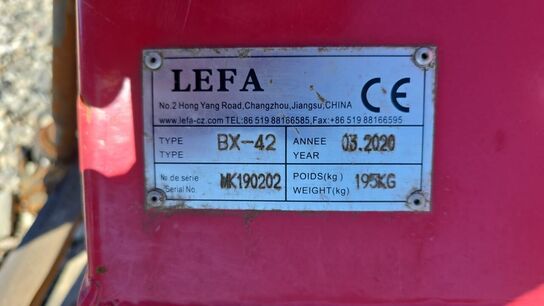 LEFA CE
No.2 Hong Yang Road,Changzhou,Jiangsu,CHINA
www.lefa-cz.com TEL:86 519 88166585,Fax:+86 519 88166595
TYPE BX-42 ANNEE 03.2020
TYPE YEAR
№ de série MK190202 POIDS(kg) 195KG
Serial No WEIGHT(kg)